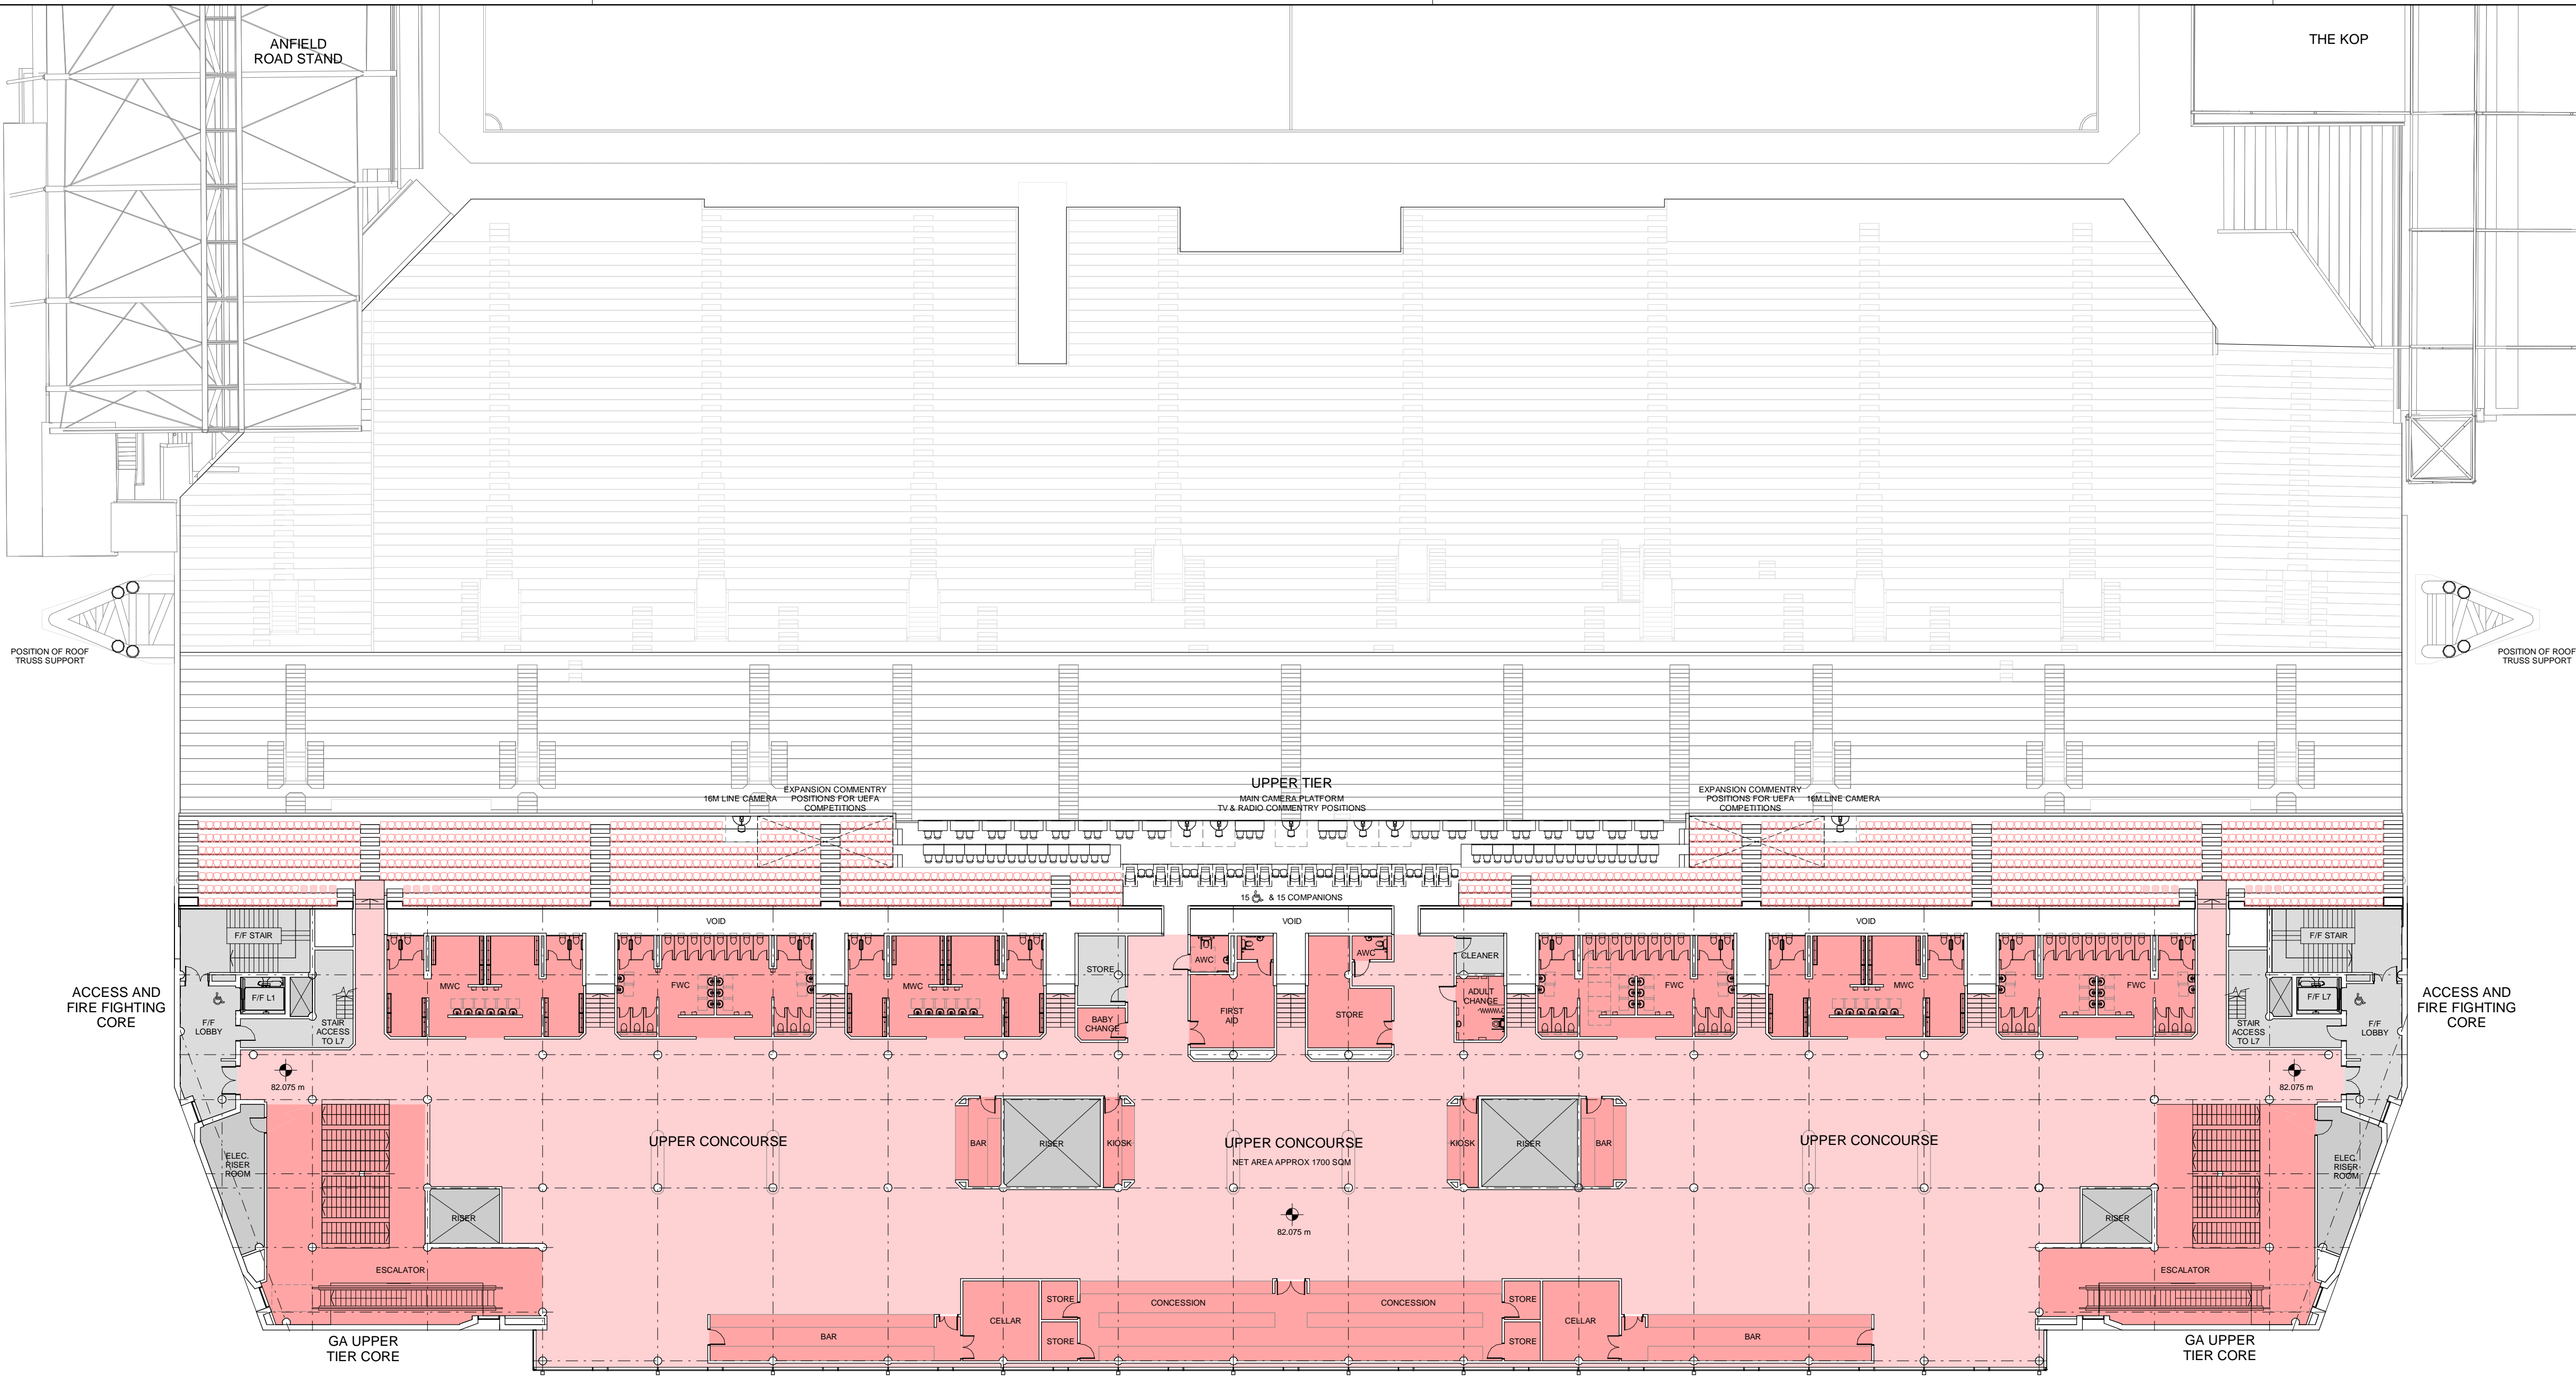 ANFIELD
ROAD STAND
THE KOP
POSITION OF ROOF
TRUSS SUPPORT
POSITION OF ROOF
TRUSS SUPPORT
UPPER TIER
MAIN CAMERA PLATFORM
TV & RADIO COMMENTRY POSITIONS
16M LINE CAMERA
EXPANSION COMMENTRY
POSITIONS FOR UEFA
COMPETITIONS
EXPANSION COMMENTRY
POSITIONS FOR UEFA
COMPETITIONS
16M LINE CAMERA
15 & 15 COMPANIONS
VOID
VOID
VOID
F/F STAIR
F/F STAIR
ACCESS AND
FIRE FIGHTING
CORE
F/F L1
F/F
LOBBY
STAIR
ACCESS
TO L7
MWC
FWC
MWC
STORE
BABY
CHANGE
AWC
FIRST
AID
AWC
STORE
CLEANER
ADULT
CHANGE
FWC
MWC
FWC
STAIR
ACCESS
TO L7
F/F L7
F/F
LOBBY
ACCESS AND
FIRE FIGHTING
CORE
82.075 m
82.075 m
ELEC.
RISER
ROOM
UPPER CONCOURSE
BAR
RISER
KIOSK
UPPER CONCOURSE
NET AREA APPROX 1700 SQM
KIOSK
RISER
BAR
UPPER CONCOURSE
ELEC.
RISER
ROOM
RISER
82.075 m
RISER
ESCALATOR
ESCALATOR
BAR
CELLAR
STORE
STORE
CONCESSION
CONCESSION
STORE
STORE
CELLAR
BAR
GA UPPER
TIER CORE
GA UPPER
TIER CORE